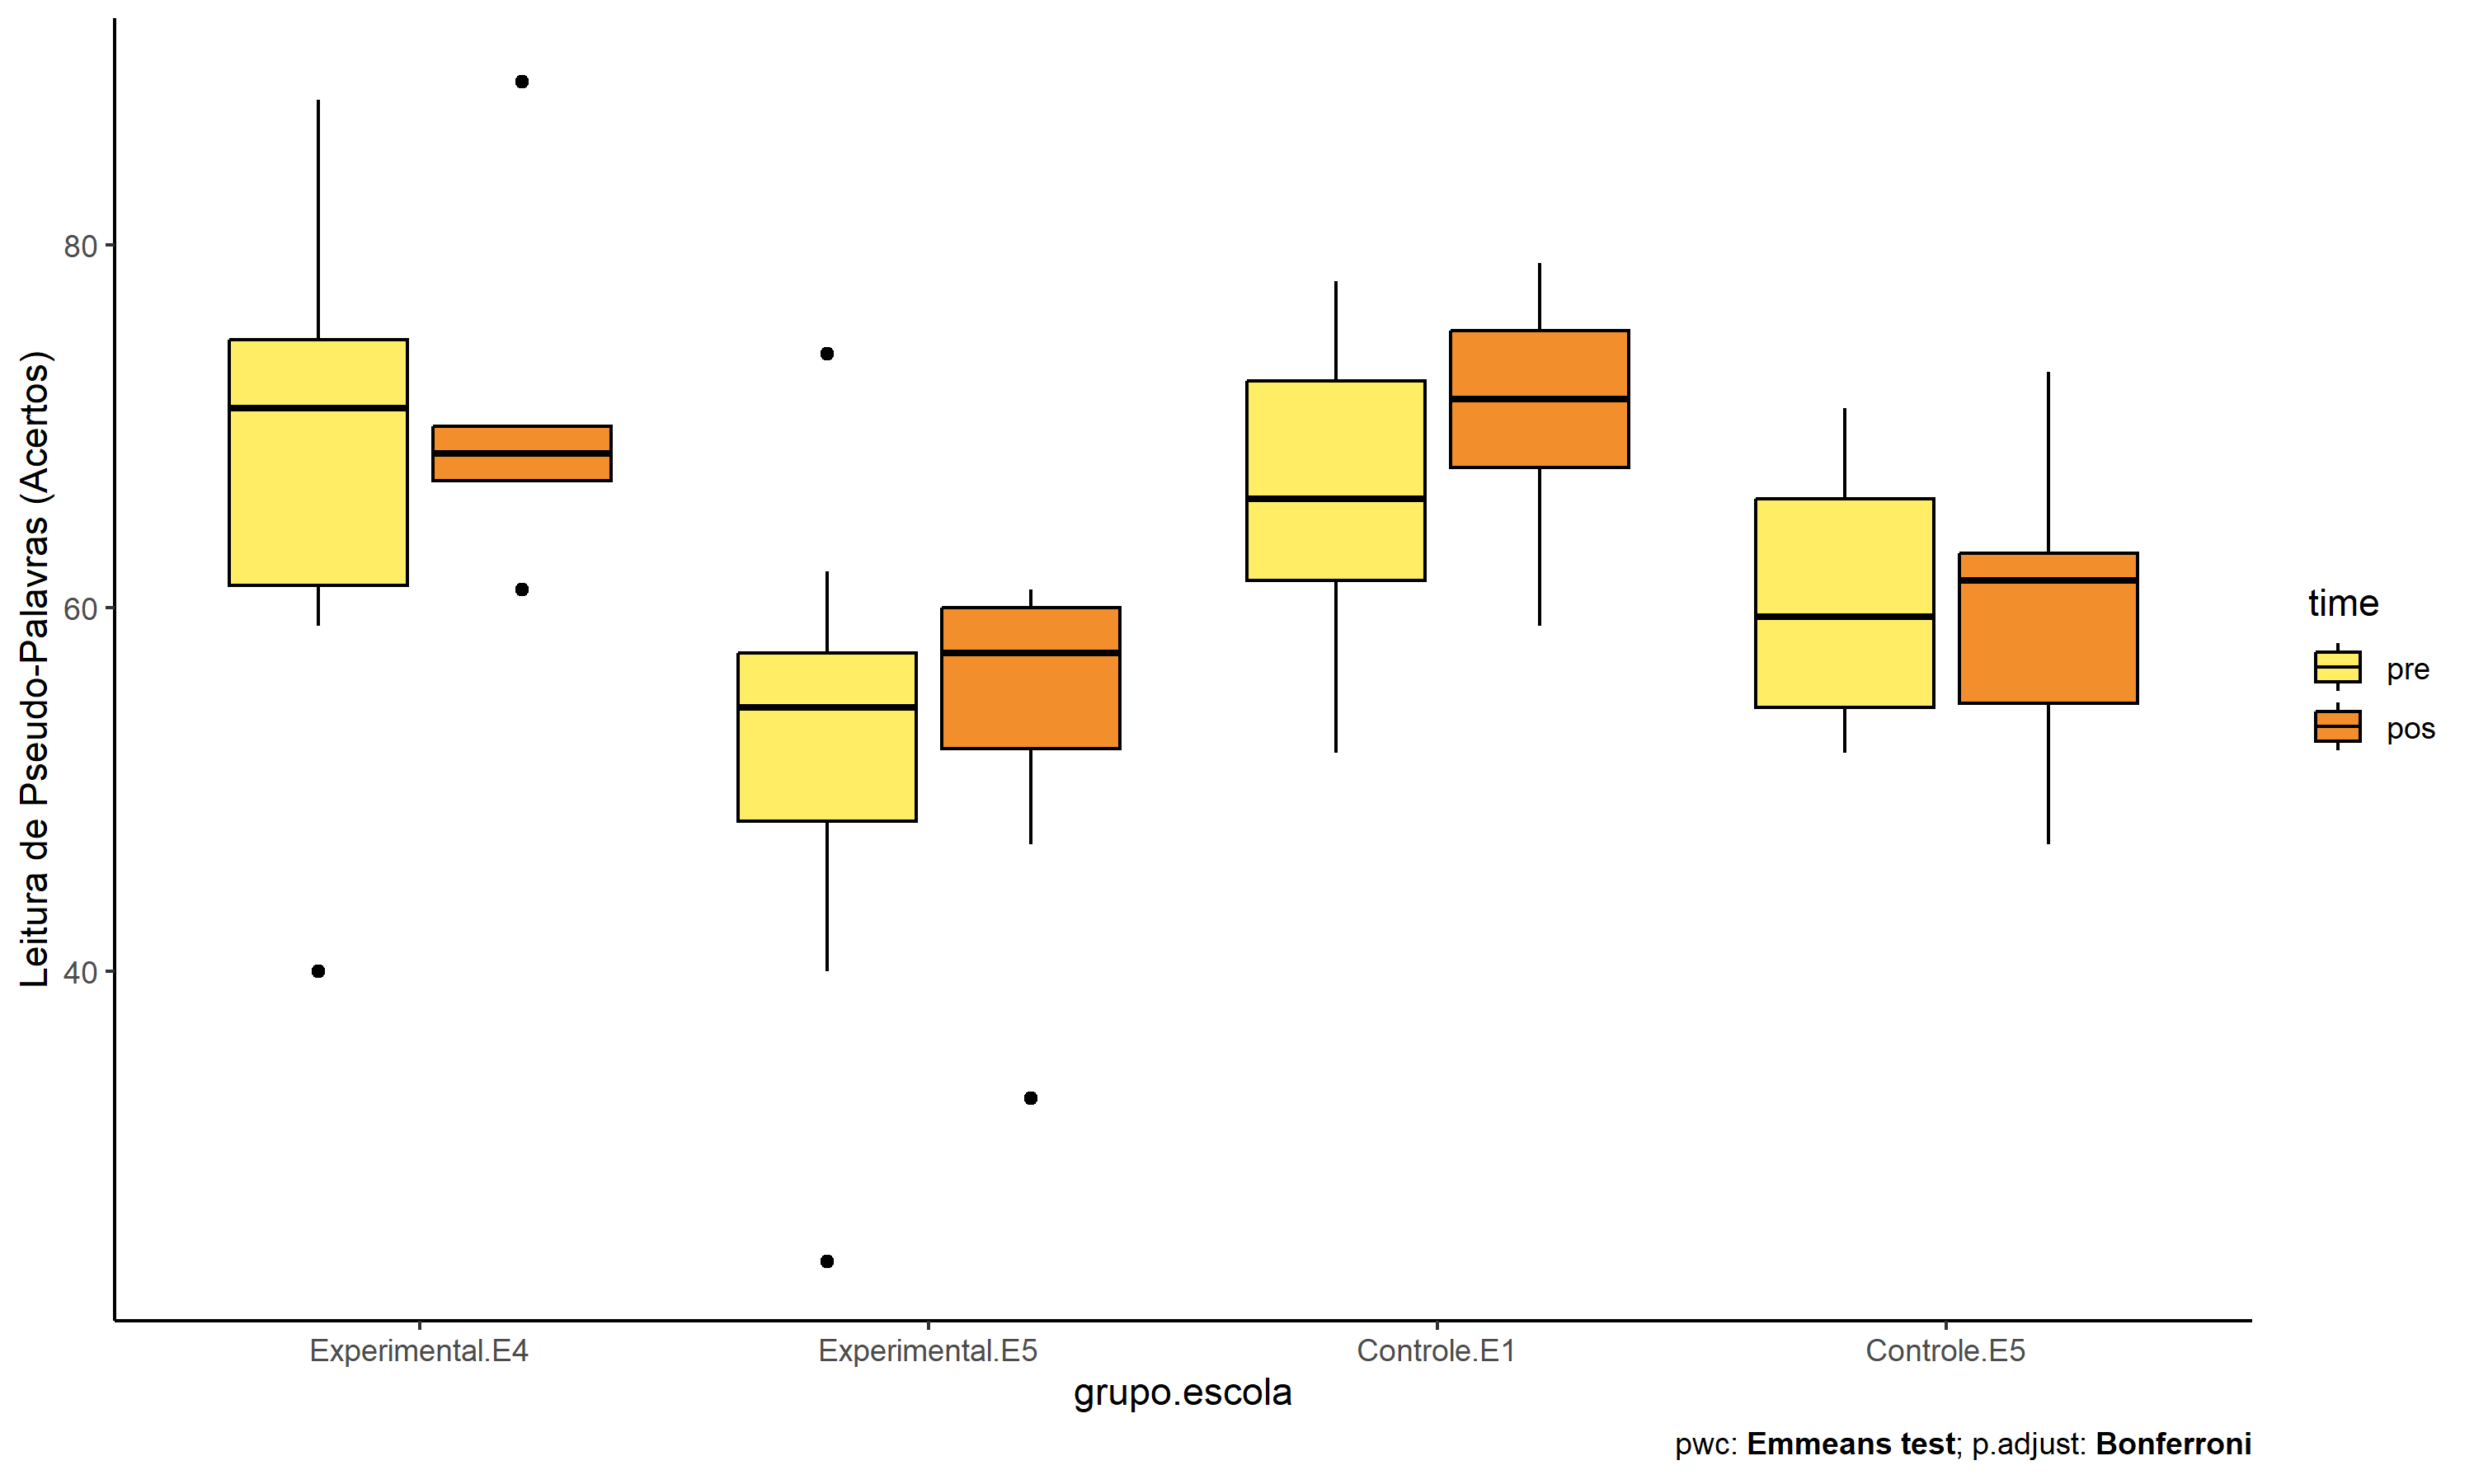 Leitura de Pseudo-Palavras (Acertos)
80
60
40
Experimental.E4
Experimental.E5
Controle.E1
Controle.E5
grupo.escola
time
pre
pos
pwc: Emmeans test; p.adjust: Bonferroni